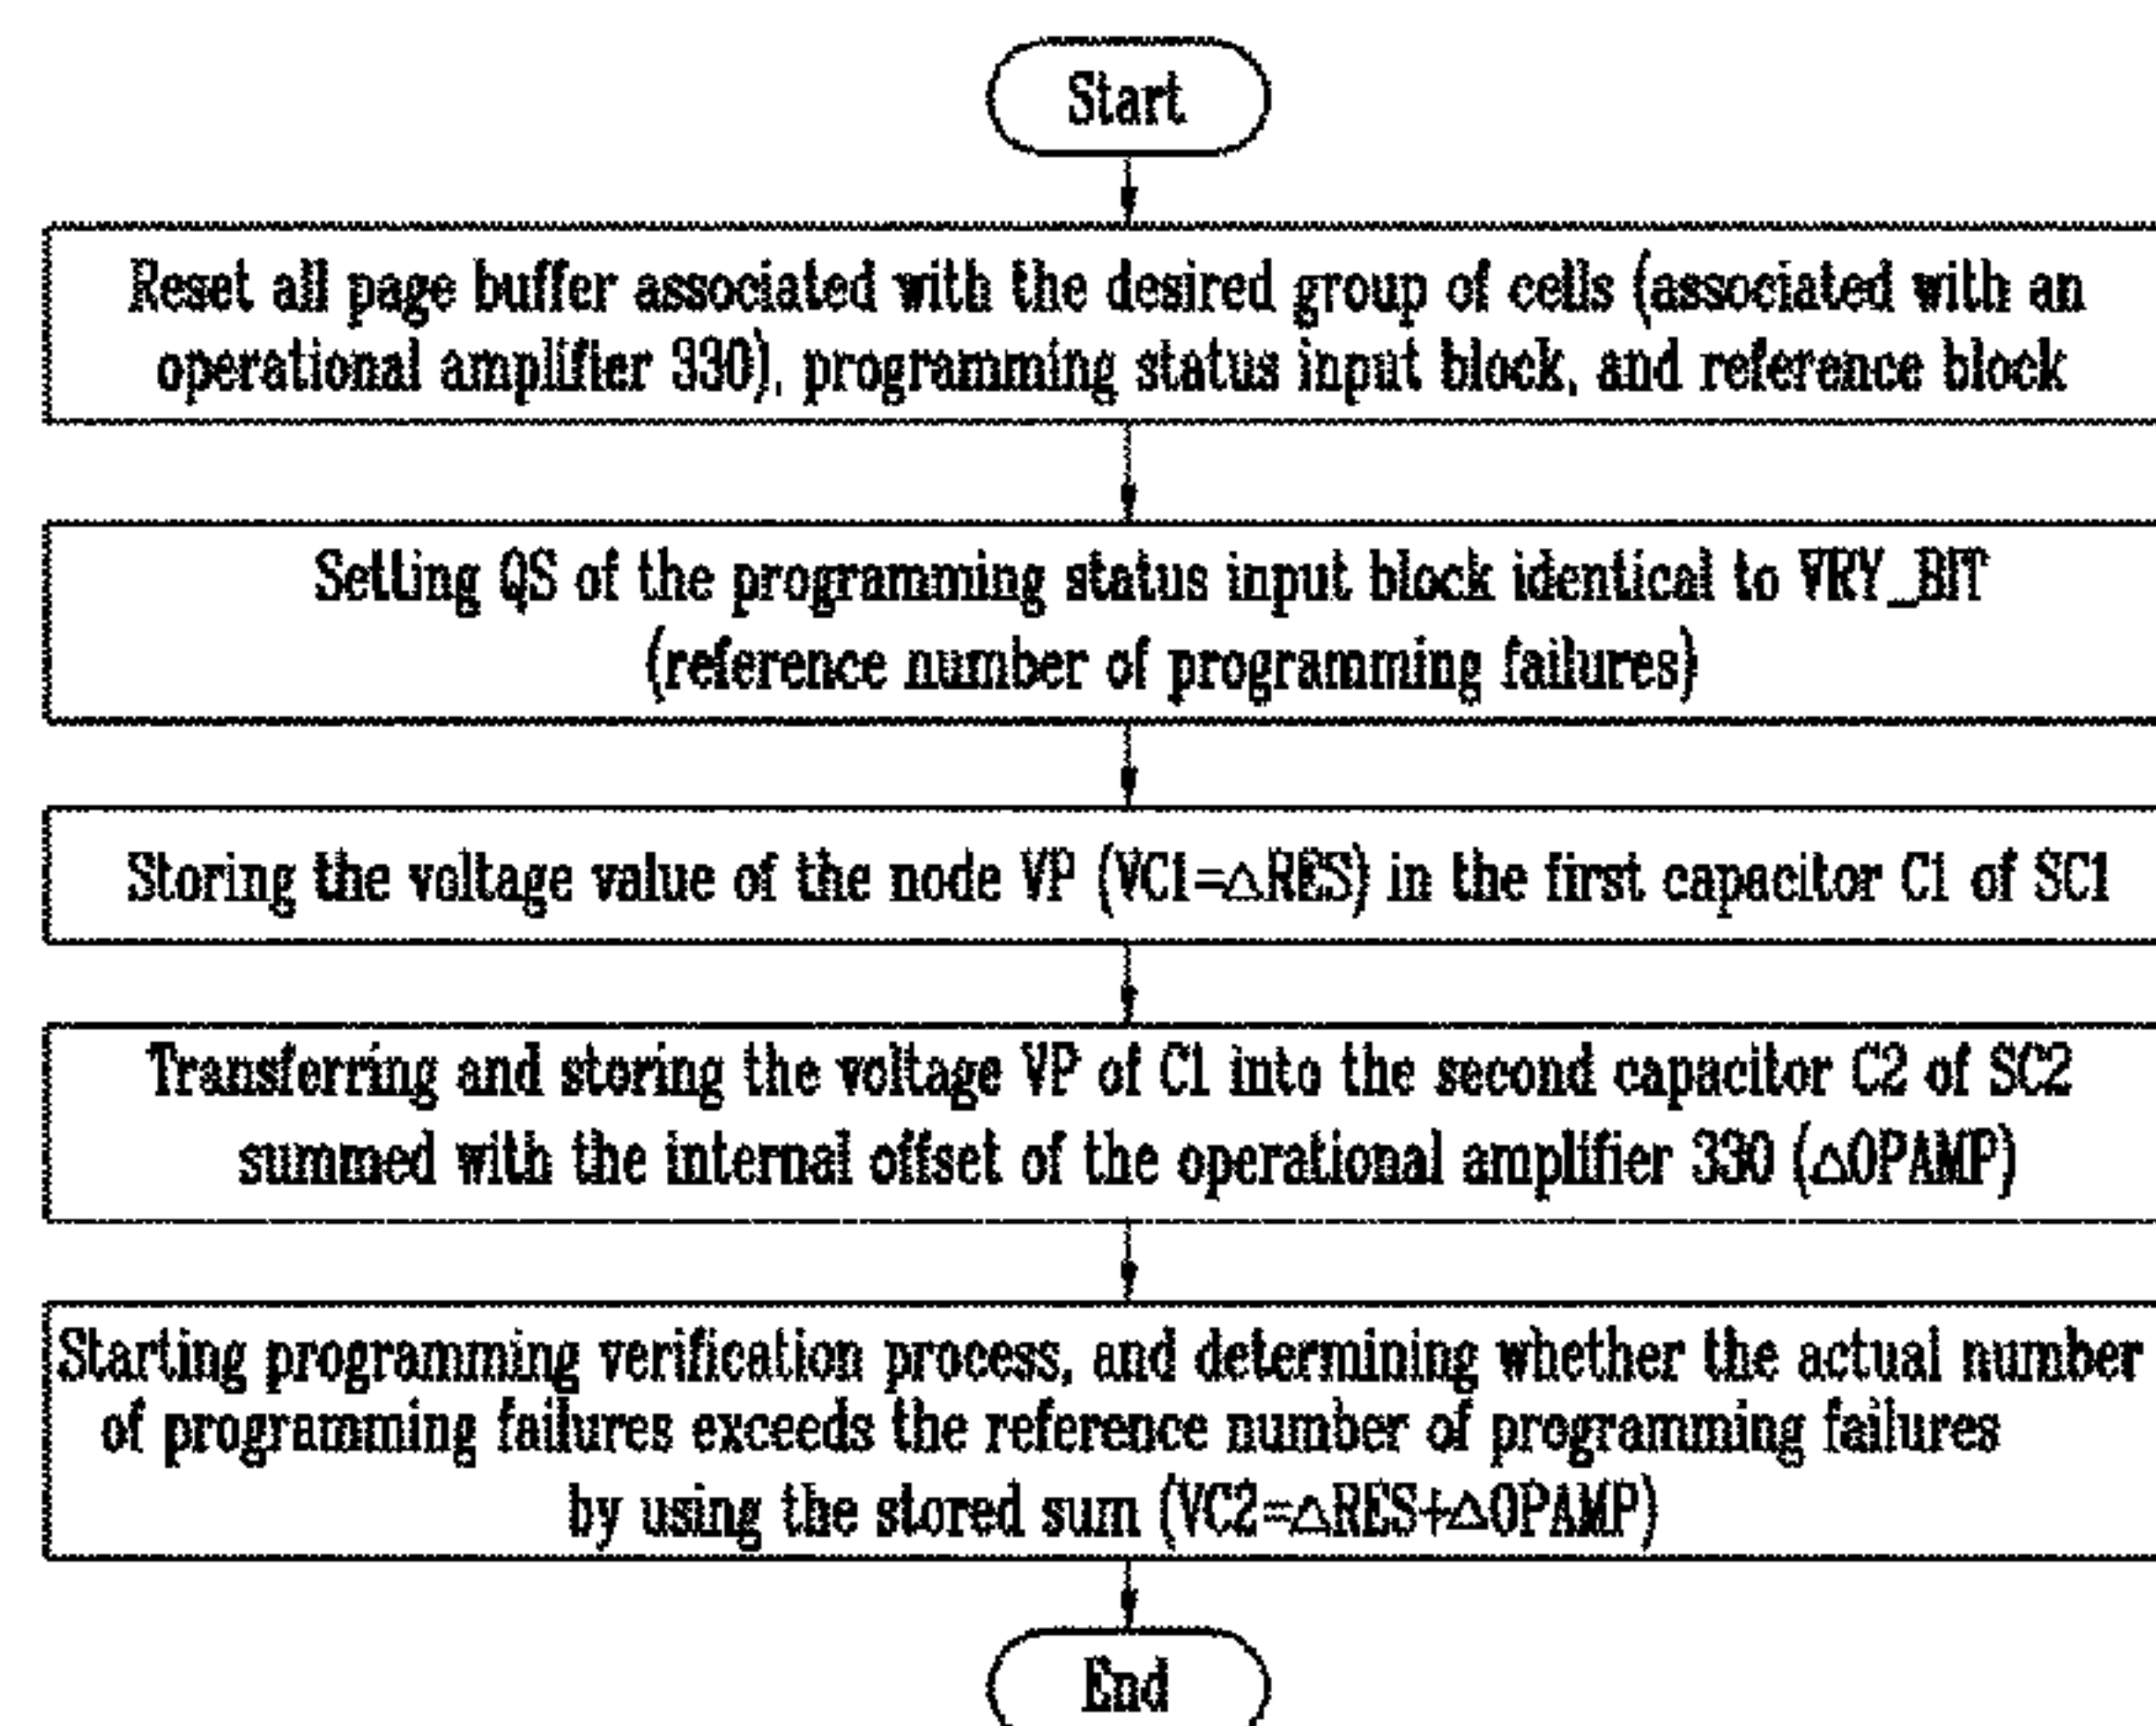 Start
Reset all page buffer associated with the desired group of cells (associated with an
operational amplifier 330), programming status input block, and reference block
Setting QS of the programming status input block identical to VRY_BIT
(reference number of programming failures)
Storing the voltage value of the node VP (VC1=△RES) in the first capacitor C1 of SC1
Transferring and storing the voltage VP of C1 into the second capacitor C2 of SC2
summed with the internal offset of the operational amplifier 330 (△OPAMP)
Starting programming verification process, and determining whether the actual number
of programming failures exceeds the reference number of programming failures
by using the stored sum (VC2=△RES+△OPAMP)
End